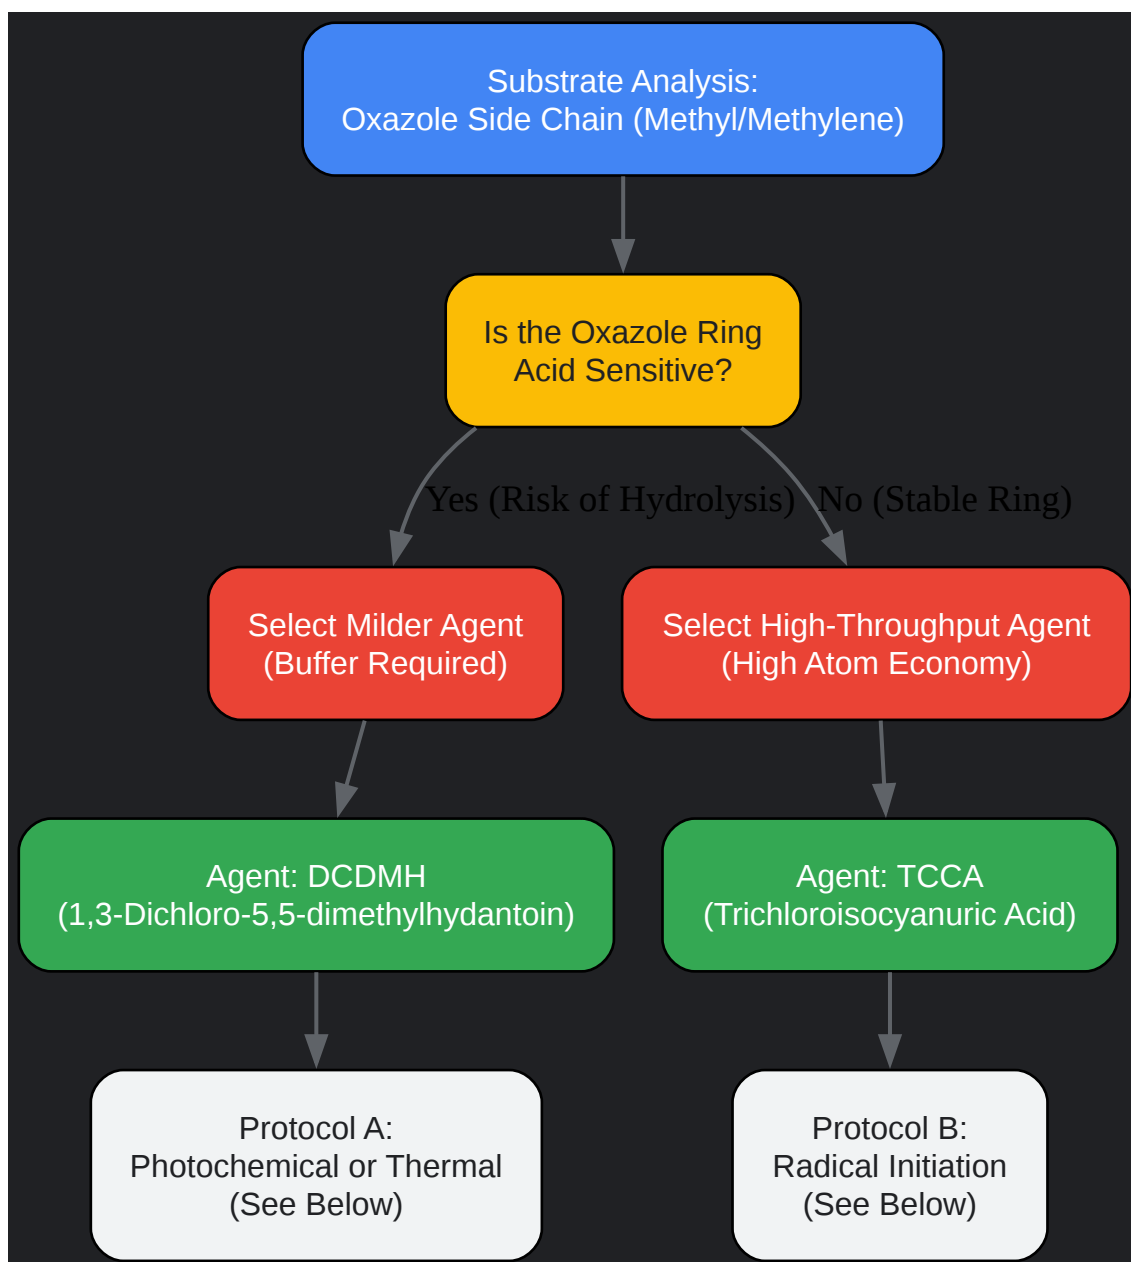 Substrate Analysis:
Oxazole Side Chain (Methyl/Methylene)
Is the Oxazole Ring
Acid Sensitive?
Yes (Risk of Hydrolysis)
No (Stable Ring)
Select Milder Agent
(Buffer Required)
Select High-Throughput Agent
(High Atom Economy)
Agent: DCDMH
(1,3-Dichloro-5,5-dimethylhydantoin)
Agent: TCCA
(Trichloroisocyanuric Acid)
Protocol A:
Photochemical or Thermal
(See Below)
Protocol B:
Radical Initiation
(See Below)